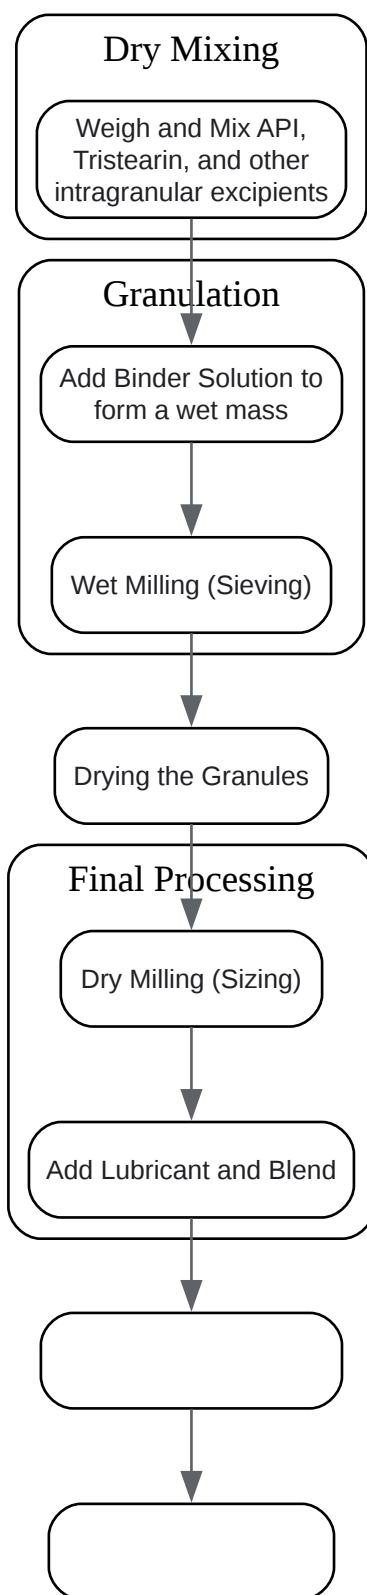 Dry Mixing
Weigh and Mix API,
Tristearin, and other
intragranular excipients
Granulation
Add Binder Solution to
form a wet mass
Wet Milling (Sieving)
Drying the Granules
Final Processing
Dry Milling (Sizing)
Add Lubricant and Blend